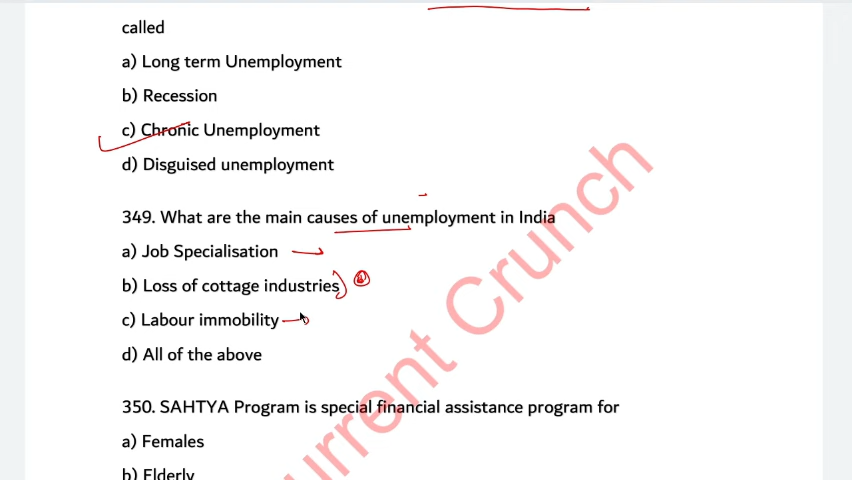 called
a) Long term Unemployment
b) Recession
c) Chronic Unemployment
d) Disguised unemployment
349. What are the main causes of unemployment in India
a) Job Specialisation
b) Loss of cottage industries
c) Labour immobility
d) All of the above
350. SAHTYA Program is special financial assistance program for
a) Females
b) Elderly
Current Crunch